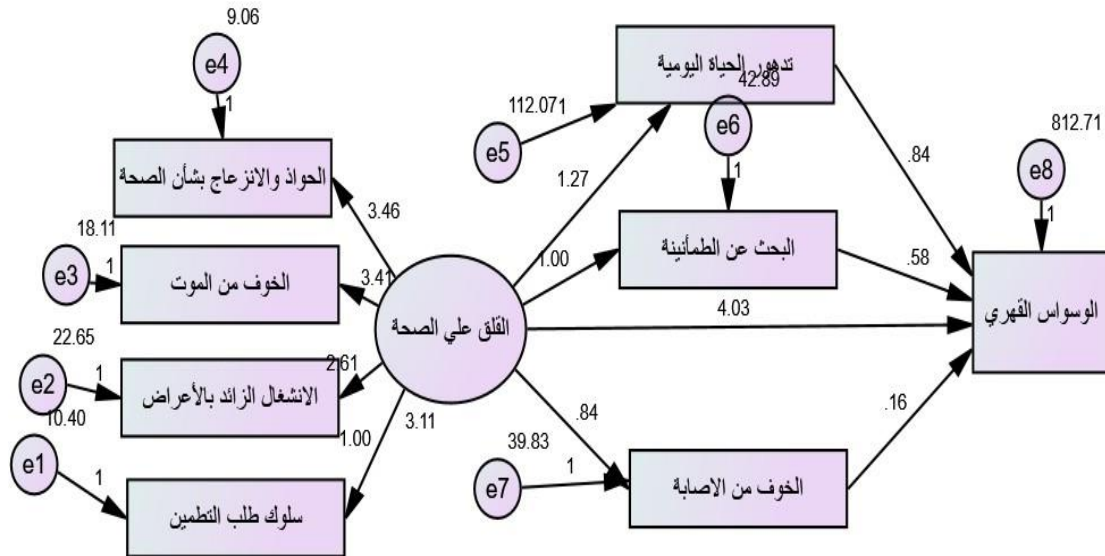 9.06
e4
1
الحواذ والانزعاج بشأن الصحة
3.46
18.11
e3
1
الخوف من الموت
3.41
22.65
e2
1
الانشغال الزائد بالأعراض
2.61
10.40
e1
1
سلوك طلب التطمين
1.00
3.11
القلق علي الصحة
تدهور الحياة اليومية
112.071
e5
1.27
.84
42.89
e6
1
البحث عن الطمأنينة
1.00
.58
4.03
812.71
e8
1
الوسواس القهري
.84
39.83
e7
1
الخوف من الاصابة
.16